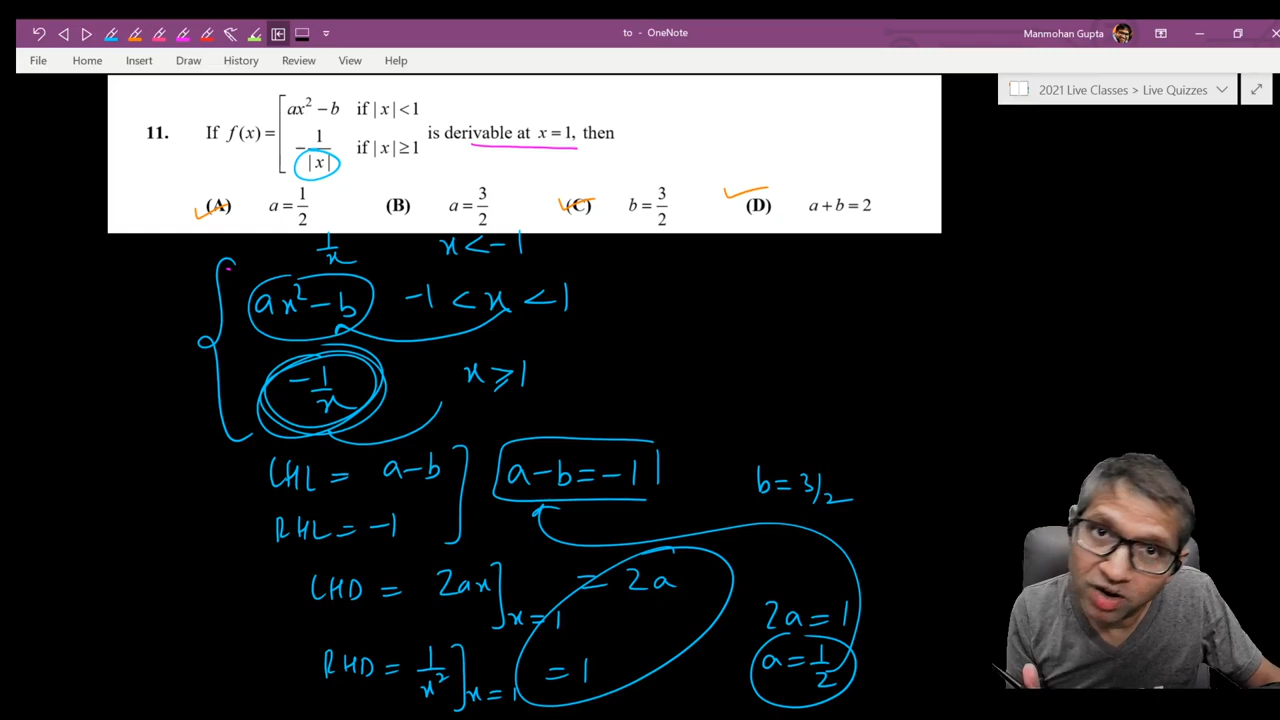 to - OneNote
Manmohan Gupta
File Home Insert Draw History Review View Help
2021 Live Classes > Live Quizzes
11. If f(x) = [ ax² − b if |x| < 1
− 1/|x| if |x| ≥ 1
is derivable at x = 1, then
(A) a = 1/2 (B) a = 3/2 (C) b = 3/2 (D) a + b = 2
1/x x < -1
ax² − b -1 < x < 1
− 1/x x ≥ 1
LHL = a-b
a-b = -1
b = 3/2
RHL = -1
LHD = 2ax]x=1 = 2a
2a = 1
RHD = 1/x²]x=1 = 1
a = 1/2